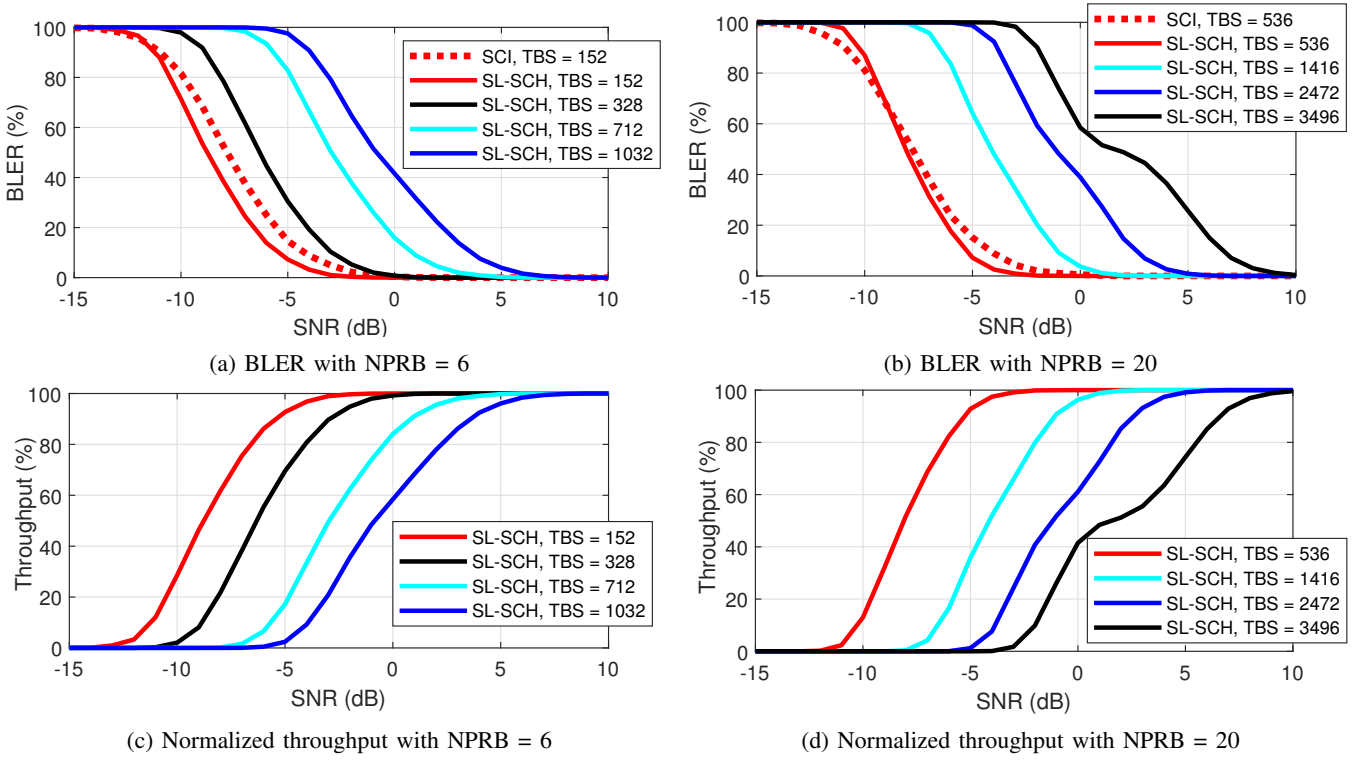 100
80
60
40
20
0
BLER (%)
-15 -10 -5 0 5 10
SNR (dB)
SCI, TBS = 152
SL-SCH, TBS = 152
SL-SCH, TBS = 328
SL-SCH, TBS = 712
SL-SCH, TBS = 1032
(a) BLER with NPRB = 6
100
80
60
40
20
0
BLER (%)
-15 -10 -5 0 5 10
SNR (dB)
SCI, TBS = 536
SL-SCH, TBS = 536
SL-SCH, TBS = 1416
SL-SCH, TBS = 2472
SL-SCH, TBS = 3496
(b) BLER with NPRB = 20
100
80
60
40
20
0
Throughput (%)
-15 -10 -5 0 5 10
SNR (dB)
SL-SCH, TBS = 152
SL-SCH, TBS = 328
SL-SCH, TBS = 712
SL-SCH, TBS = 1032
(c) Normalized throughput with NPRB = 6
100
80
60
40
20
0
Throughput (%)
-15 -10 -5 0 5 10
SNR (dB)
SL-SCH, TBS = 536
SL-SCH, TBS = 1416
SL-SCH, TBS = 2472
SL-SCH, TBS = 3496
(d) Normalized throughput with NPRB = 20